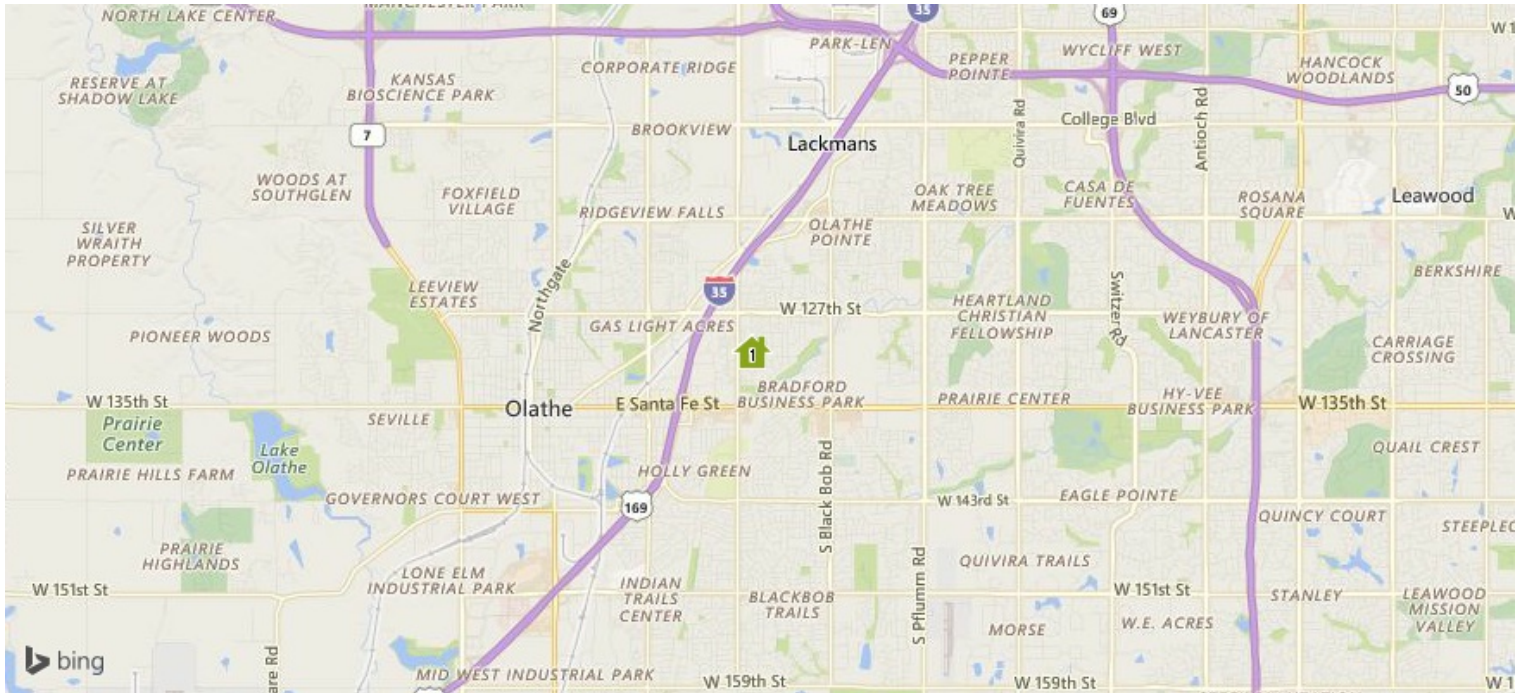 NORTH LAKE CENTER
MANCHESTER PARK
35
69
W 1
PARK-LEN
WYCLIFF WEST
CORPORATE RIDGE
PEPPER
POINTE
HANCOCK
WOODLANDS
RESERVE AT
SHADOW LAKE
KANSAS
BIOSCIENCE PARK
50
7
BROOKVIEW
Lackmans
Quivira Rd
College Blvd
Antioch Rd
WOODS AT
SOUTHGLEN
FOXFIELD
VILLAGE
OAK TREE
MEADOWS
CASA DE
FUENTES
ROSANA
SQUARE
Leawood
RIDGEVIEW FALLS
OLATHE
POINTE
W
SILVER
WRAITH
PROPERTY
LEEVIEW
ESTATES
Northgate
35
Switzer Rd
BERKSHIRE
W 127th St
HEARTLAND
CHRISTIAN
FELLOWSHIP
WEYBURY OF
LANCASTER
PIONEER WOODS
GAS LIGHT ACRES
1
CARRIAGE
CROSSING
BRADFORD
BUSINESS PARK
W 135th St
Olathe
E Santa Fe St
PRAIRIE CENTER
HY-VEE
BUSINESS PARK
W 135th St
Prairie
Center
SEVILLE
Lake
Olathe
S Black Bob Rd
QUAIL CREST
PRAIRIE HILLS FARM
HOLLY GREEN
GOVERNORS COURT WEST
169
W 143rd St
EAGLE POINTE
QUINCY COURT
STEEPLEC
PRAIRIE
HIGHLANDS
LONE ELM
INDUSTRIAL PARK
S Pflumm Rd
QUIVIRA TRAILS
W 151st St
INDIAN
TRAILS
CENTER
BLACKBOB
TRAILS
W 151st St
STANLEY
LEAWOOD
MISSION
VALLEY
MORSE
W.E. ACRES
bing
are Rd
MID WEST INDUSTRIAL PARK
W 159th St
W 159th St
W 1